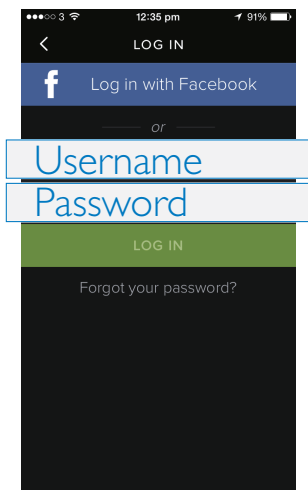 3 12:35 pm 91%
LOG IN
f Log in with Facebook
or
Username
Password
LOG IN
Forgot your password?